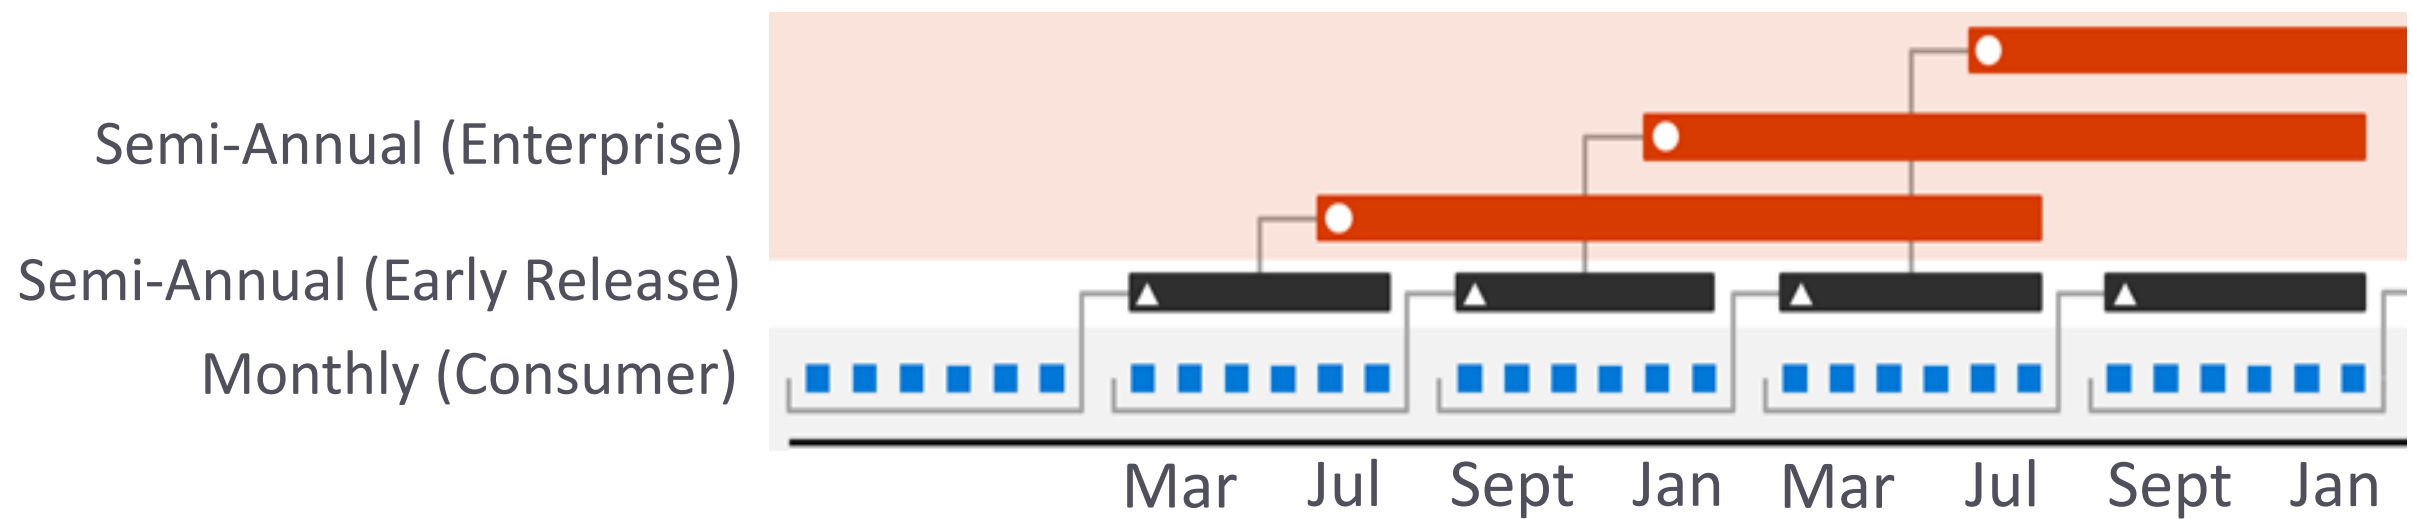 Semi-Annual (Enterprise)
Semi-Annual (Early Release)
Monthly (Consumer)
Mar Jul Sept Jan Mar Jul Sept Jan